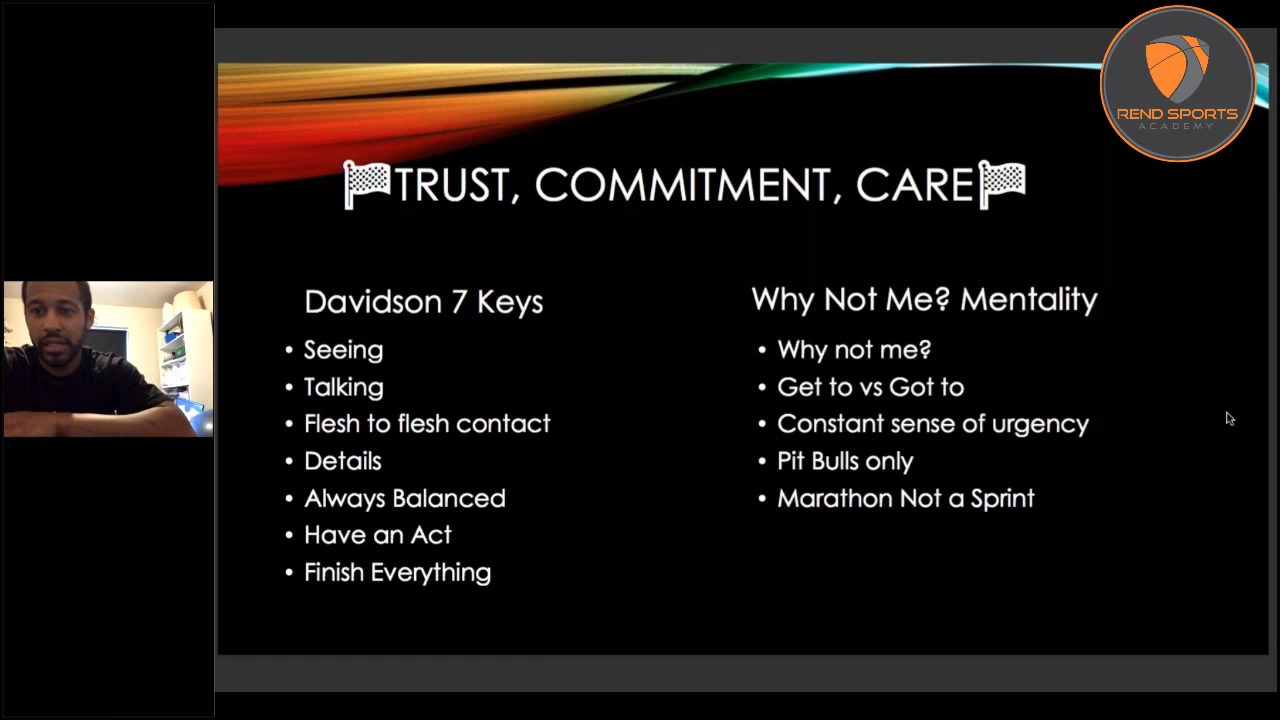 REND SPORTS
ACADEMY
TRUST, COMMITMENT, CARE
Davidson 7 Keys
• Seeing
• Talking
• Flesh to flesh contact
• Details
• Always Balanced
• Have an Act
• Finish Everything
Why Not Me? Mentality
• Why not me?
• Get to vs Got to
• Constant sense of urgency
• Pit Bulls only
• Marathon Not a Sprint